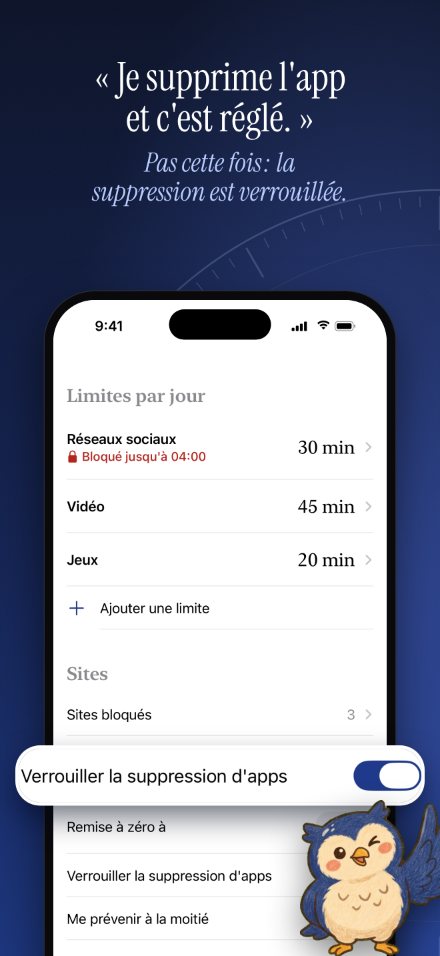 « Je supprime l'app
et c'est réglé. »
Pas cette fois : la
suppression est verrouillée.
9:41
Limites par jour
Réseaux sociaux
Bloqué jusqu'à 04:00
30 min
Vidéo
45 min
Jeux
20 min
Ajouter une limite
Sites
Sites bloqués
3
Verrouiller la suppression d'apps
Remise à zéro à
Verrouiller la suppression d'apps
Me prévenir à la moitié